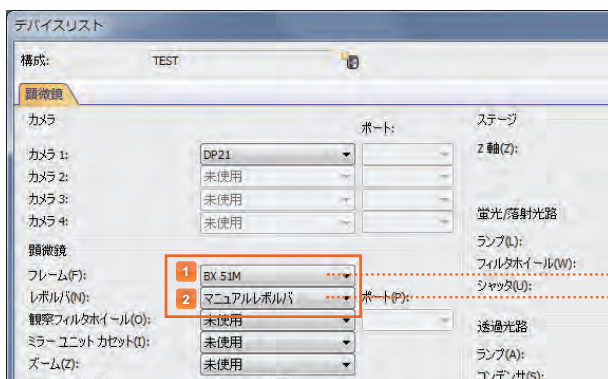 デバイスリスト
構成: TEST
顕微鏡
カメラ
ポート:
カメラ 1: DP21
カメラ 2: 未使用
カメラ 3: 未使用
カメラ 4: 未使用
顕微鏡
フレーム(F): 1 BX 51M
レボルバ(N): 2 マニュアルレボルバ ポート(P):
観察フィルタホイール(O): 未使用
ミラー ユニット カセット(I): 未使用
ズーム(Z): 未使用
ステージ
Z 軸(Z):
蛍光/落射光路
ランプ(L):
フィルタホイール(W):
シャッタ(U):
透過光路
ランプ(A):
コンデンサ(S):